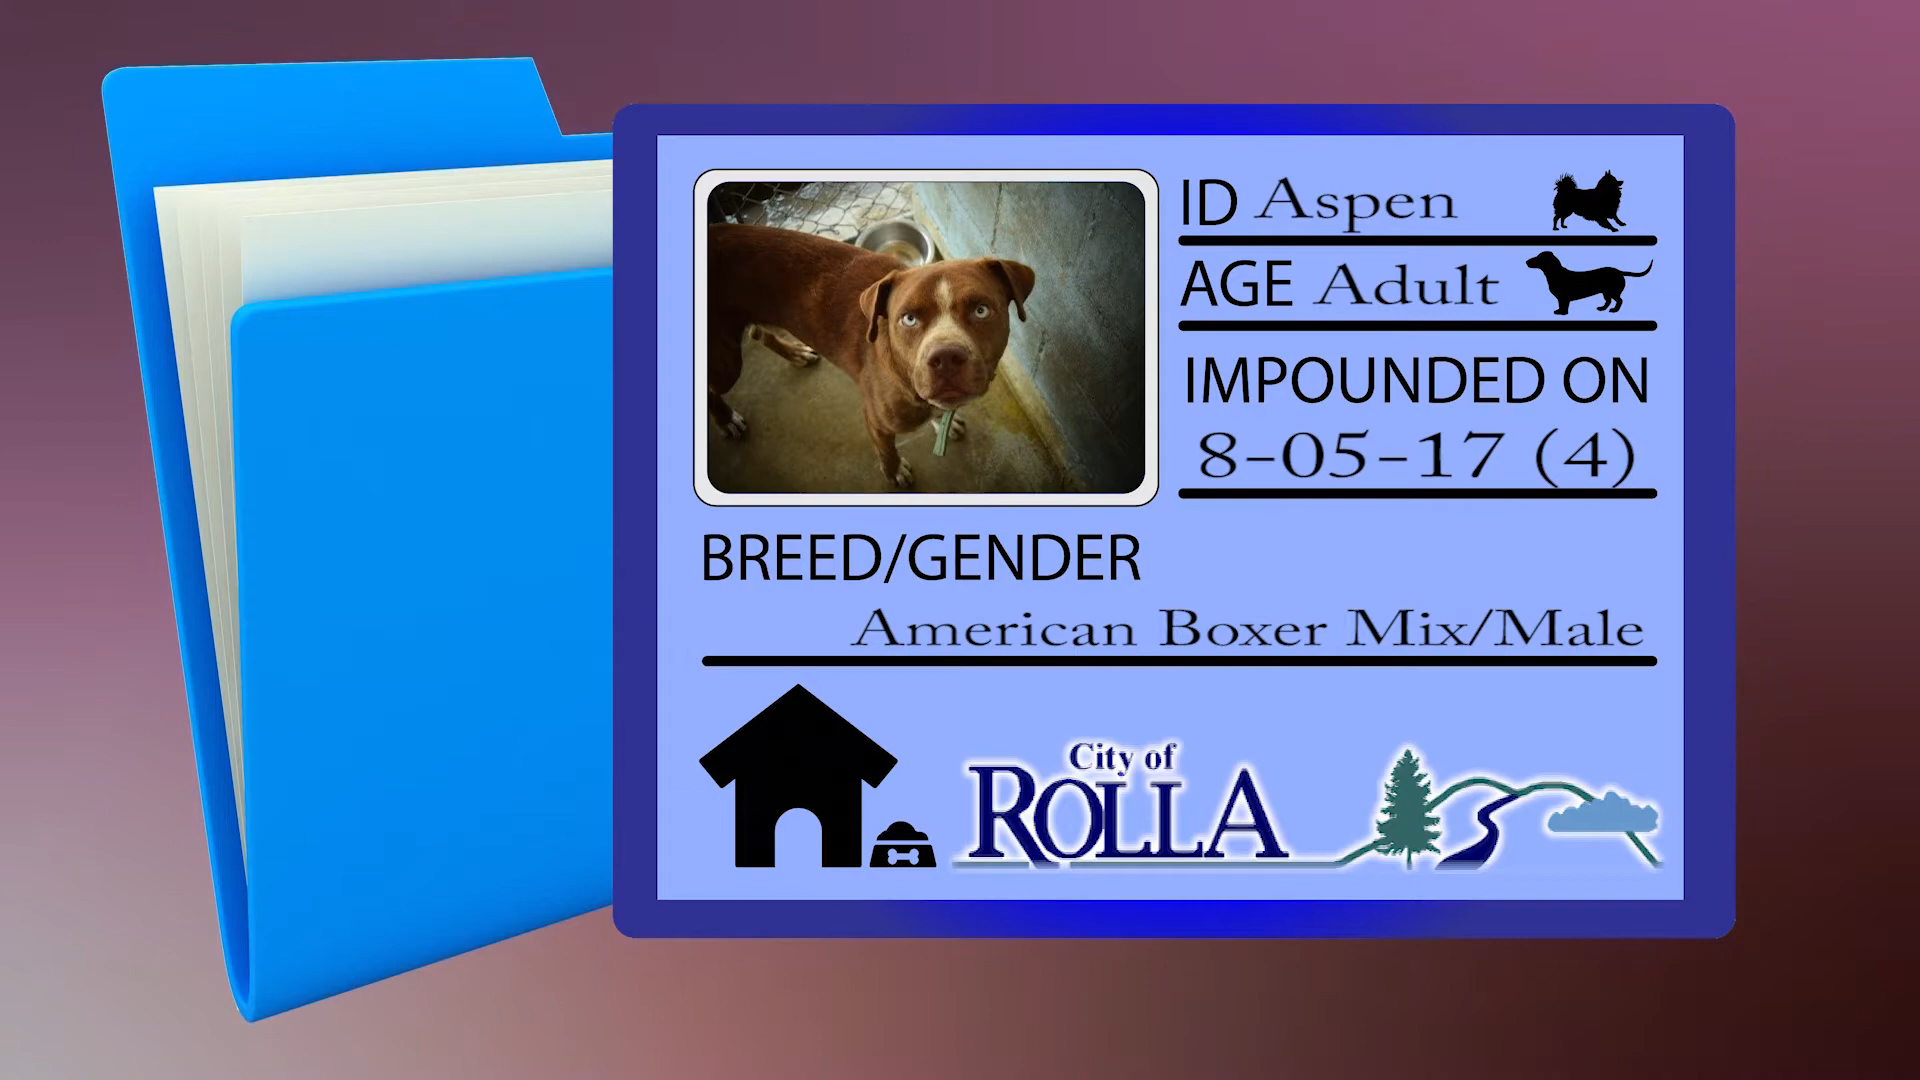 ID Aspen
AGE Adult
IMPOUNDED ON
8-05-17 (4)
BREED/GENDER
American Boxer Mix/Male
City of
ROLLA